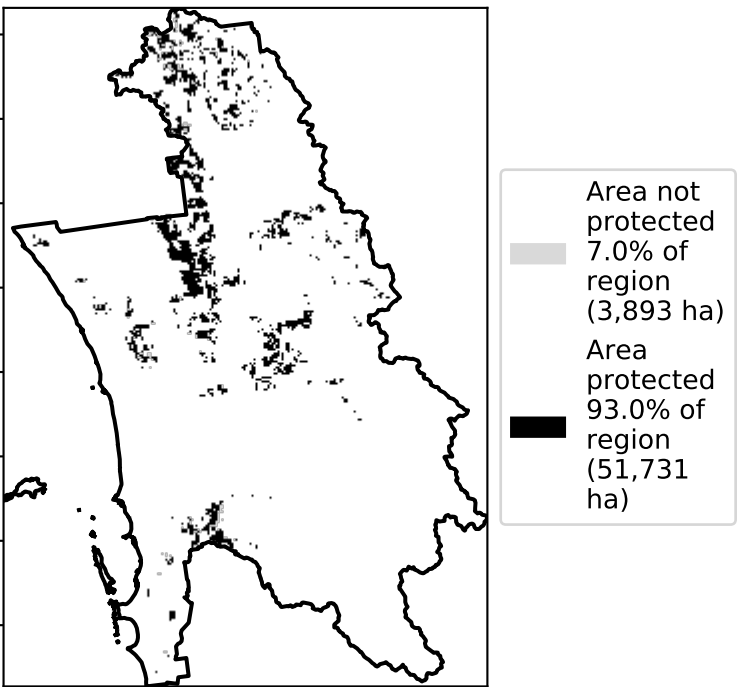 Area not
protected
7.0% of
region
(3,893 ha)
Area
protected
93.0% of
region
(51,731
ha)